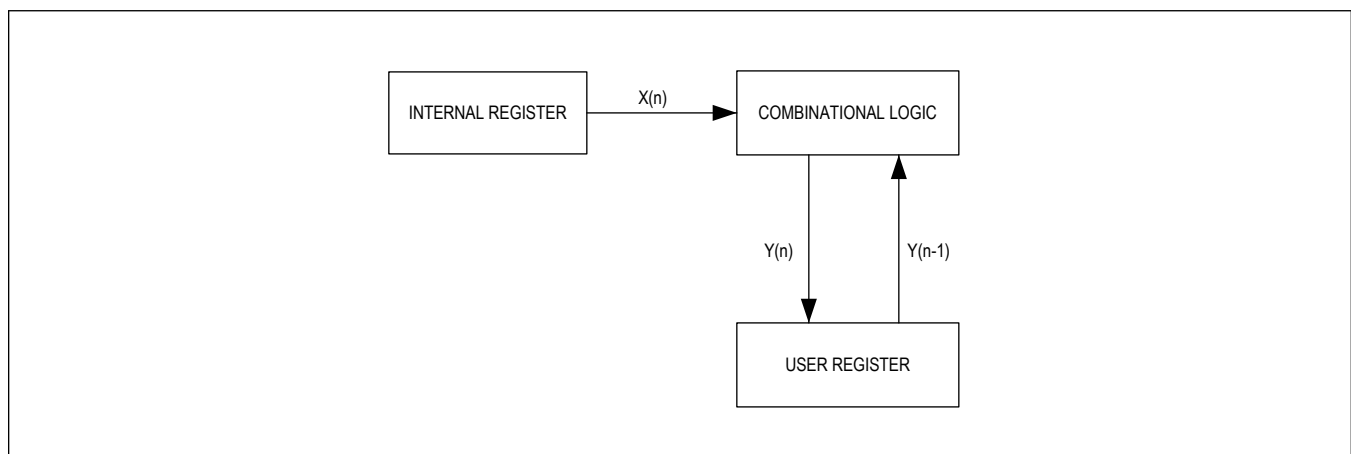 INTERNAL REGISTER
X(n)
COMBINATIONAL LOGIC
Y(n)
Y(n-1)
USER REGISTER